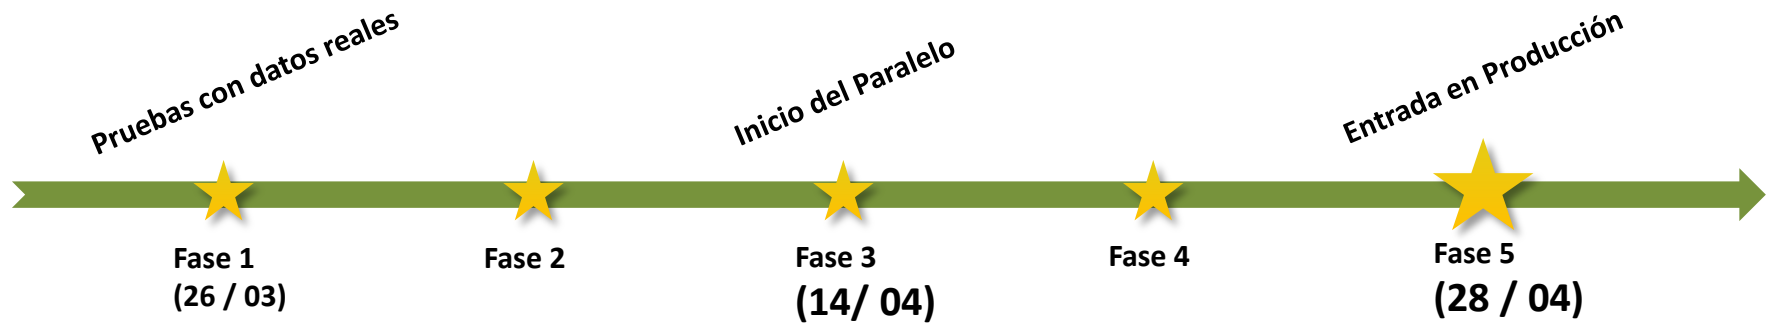 Pruebas con datos reales
Inicio del Paralelo
Entrada en Producción
Fase 1
(26 / 03)
Fase 2
Fase 3
(14/ 04)
Fase 4
Fase 5
(28 / 04)